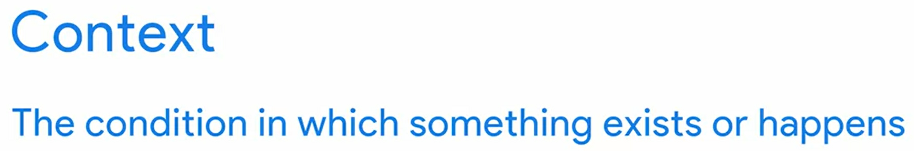 Context
The condition in which something exists or happens